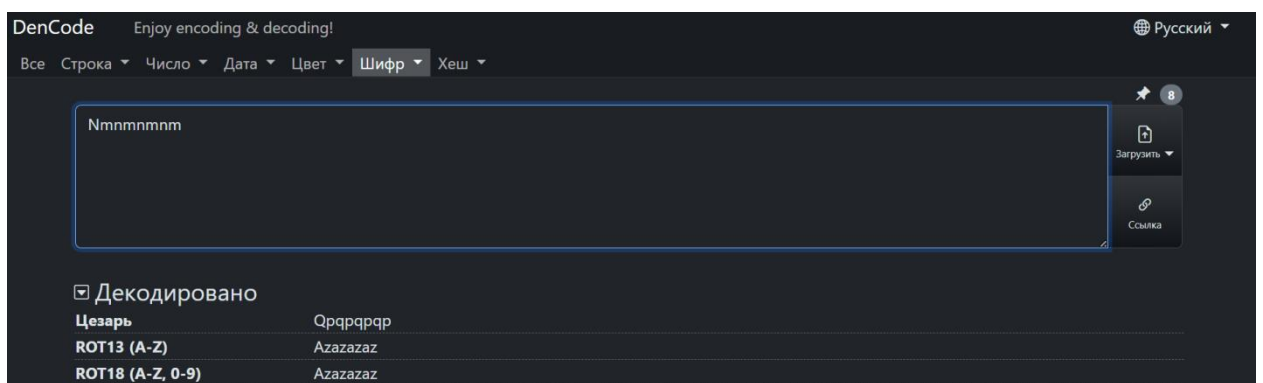 DenCode Enjoy encoding & decoding! Русский
Все Строка Число Дата Цвет Шифр Хеш
8
Nmnmnmnm
Загрузить
Ссылка
Декодировано
Цезарь Qpqpqpqp
ROT13 (A-Z) Azazazaz
ROT18 (A-Z, 0-9) Azazazaz